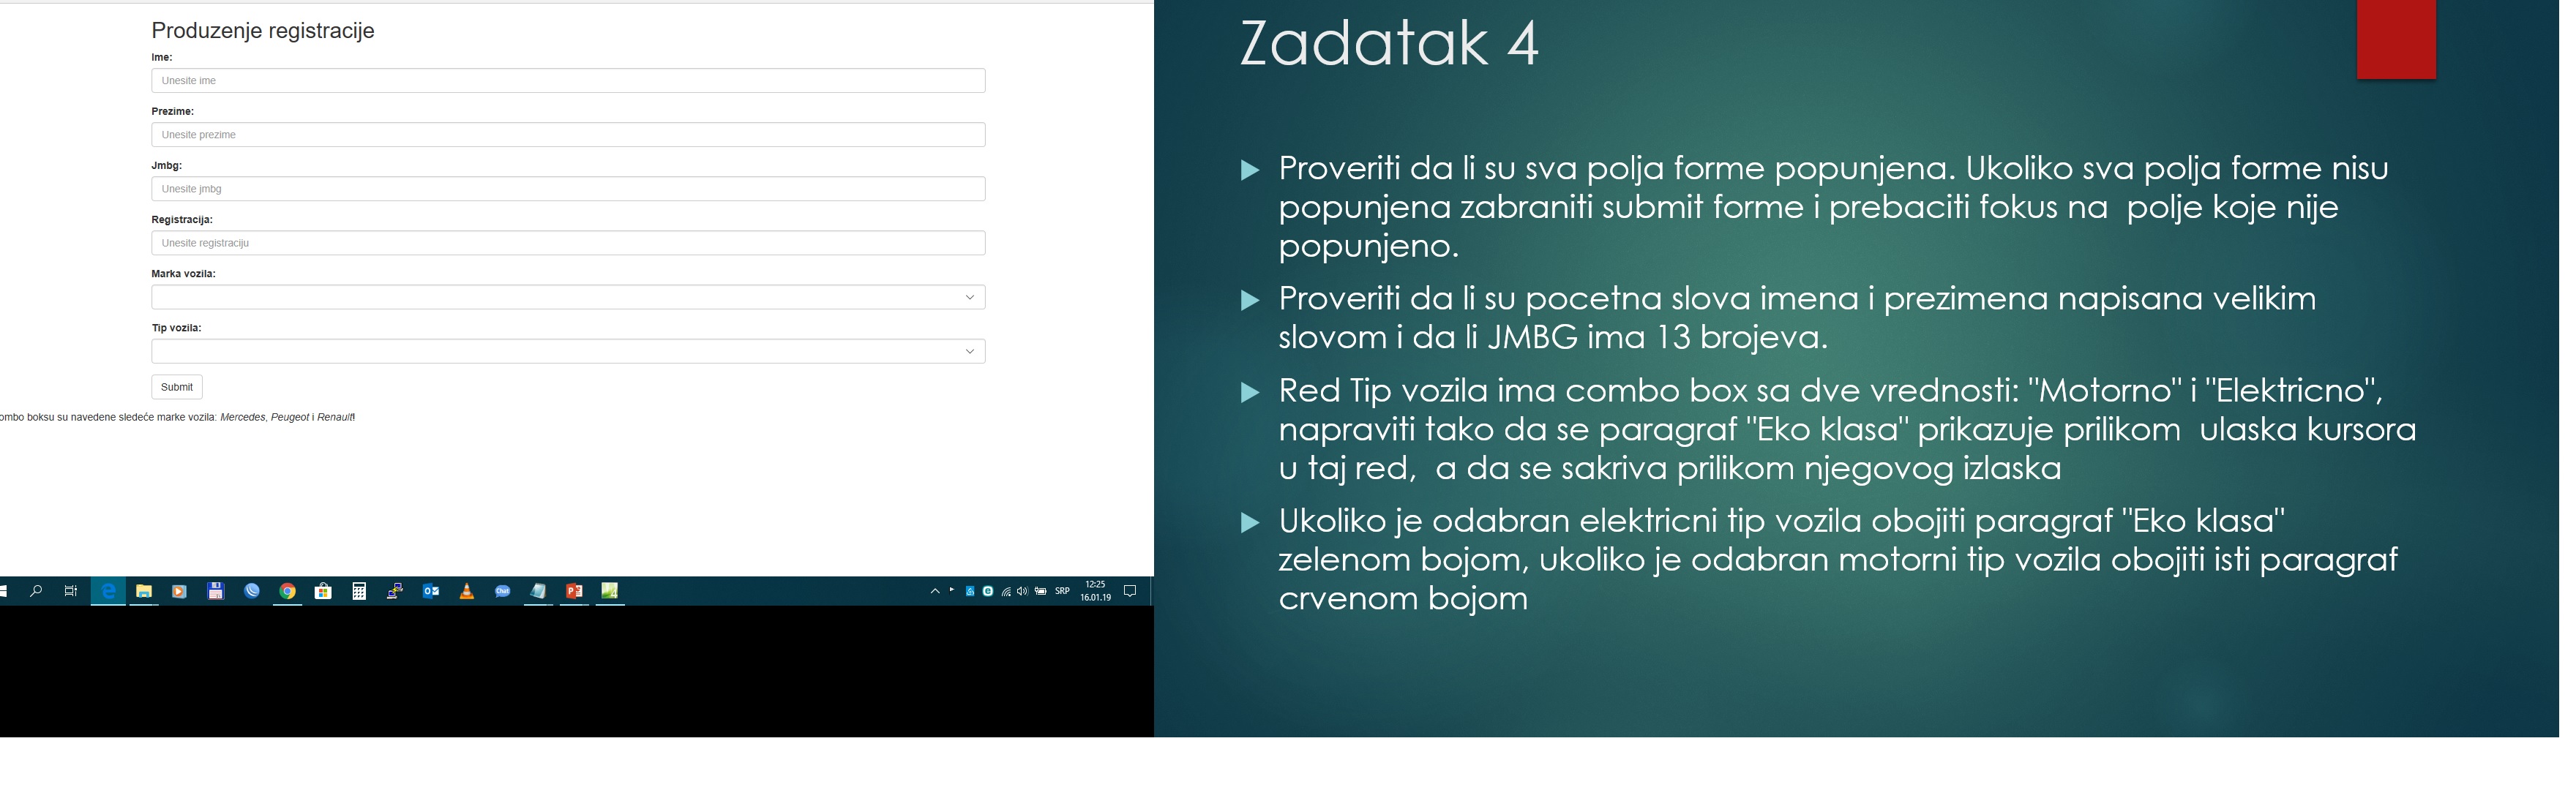 Produzenje registracije
Ime:
Unesite ime
Prezime:
Unesite prezime
Jmbg:
Unesite jmbg
Registracija:
Unesite registraciju
Marka vozila:
Tip vozila:
Submit
ombo boksu su navedene sledeće marke vozila: Mercedes, Peugeot i Renault!
SRP
12:25
16.01.19
Zadatak 4
Proveriti da li su sva polja forme popunjena. Ukoliko sva polja forme nisu
popunjena zabraniti submit forme i prebaciti fokus na polje koje nije
popunjeno.
Proveriti da li su pocetna slova imena i prezimena napisana velikim
slovom i da li JMBG ima 13 brojeva.
Red Tip vozila ima combo box sa dve vrednosti: "Motorno" i "Elektricno",
napraviti tako da se paragraf "Eko klasa" prikazuje prilikom ulaska kursora
u taj red, a da se sakriva prilikom njegovog izlaska
Ukoliko je odabran elektricni tip vozila obojiti paragraf "Eko klasa"
zelenom bojom, ukoliko je odabran motorni tip vozila obojiti isti paragraf
crvenom bojom